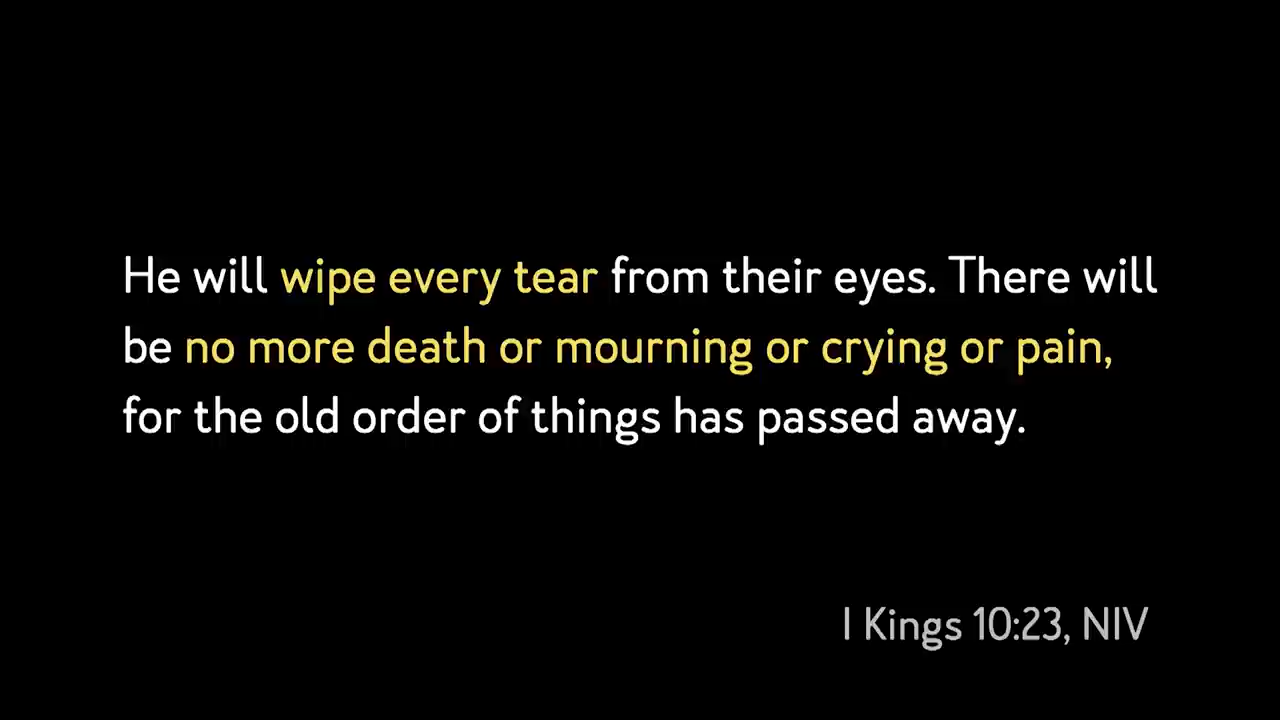 He will wipe every tear from their eyes. There will
be no more death or mourning or crying or pain,
for the old order of things has passed away.
I Kings 10:23, NIV